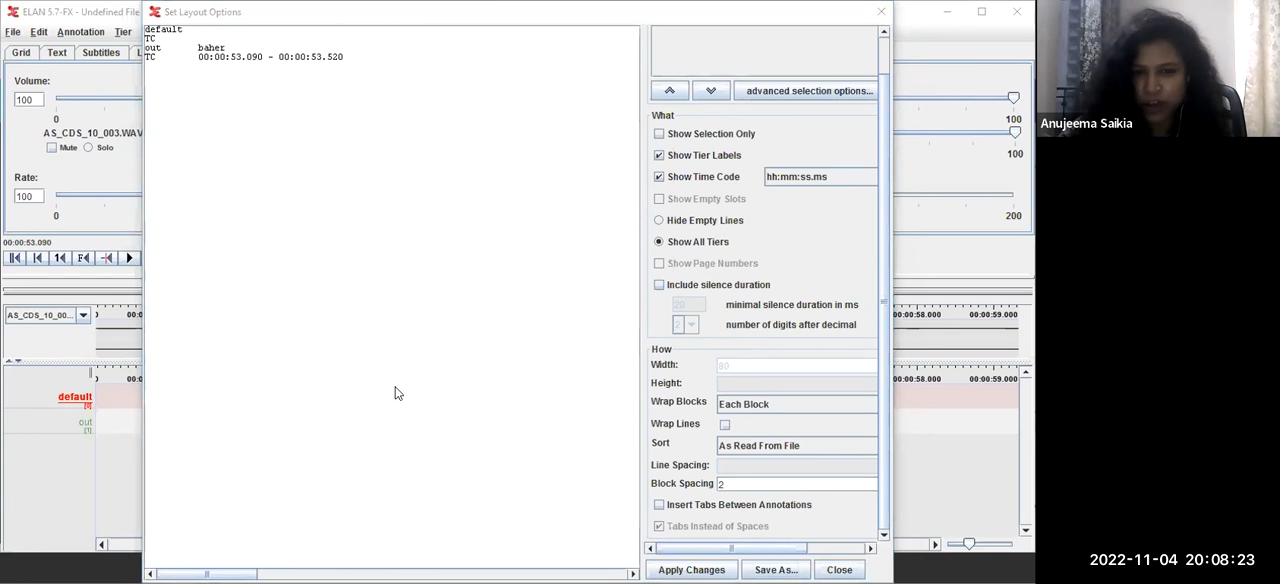 ELAN 5.7-FX - Undefined File
Set Layout Options
File Edit Annotation Tier
Grid Text Subtitles
Volume:
100
0
AS_CDS_10_003.WAV
Mute Solo
Rate:
100
0
00:00:53.090
default
TC
out baher
TC 00:00:53.090 - 00:00:53.520
advanced selection options...
What
Show Selection Only
Show Tier Labels
Show Time Code hh:mm:ss.ms
Show Empty Slots
Hide Empty Lines
Show All Tiers
Show Page Numbers
Include silence duration
20 minimal silence duration in ms
2 number of digits after decimal
How
Width: 80
Height:
Wrap Blocks Each Block
Wrap Lines
Sort As Read From File
Line Spacing:
Block Spacing 2
Insert Tabs Between Annotations
Tabs Instead of Spaces
Apply Changes Save As... Close
100
100
200
AS_CDS_10_00...
00:00:58.000 00:00:59.000
00:00:58.000 00:00:59.000
default
[0]
out
[1]
Anujeema Saikia
2022-11-04 20:08:23